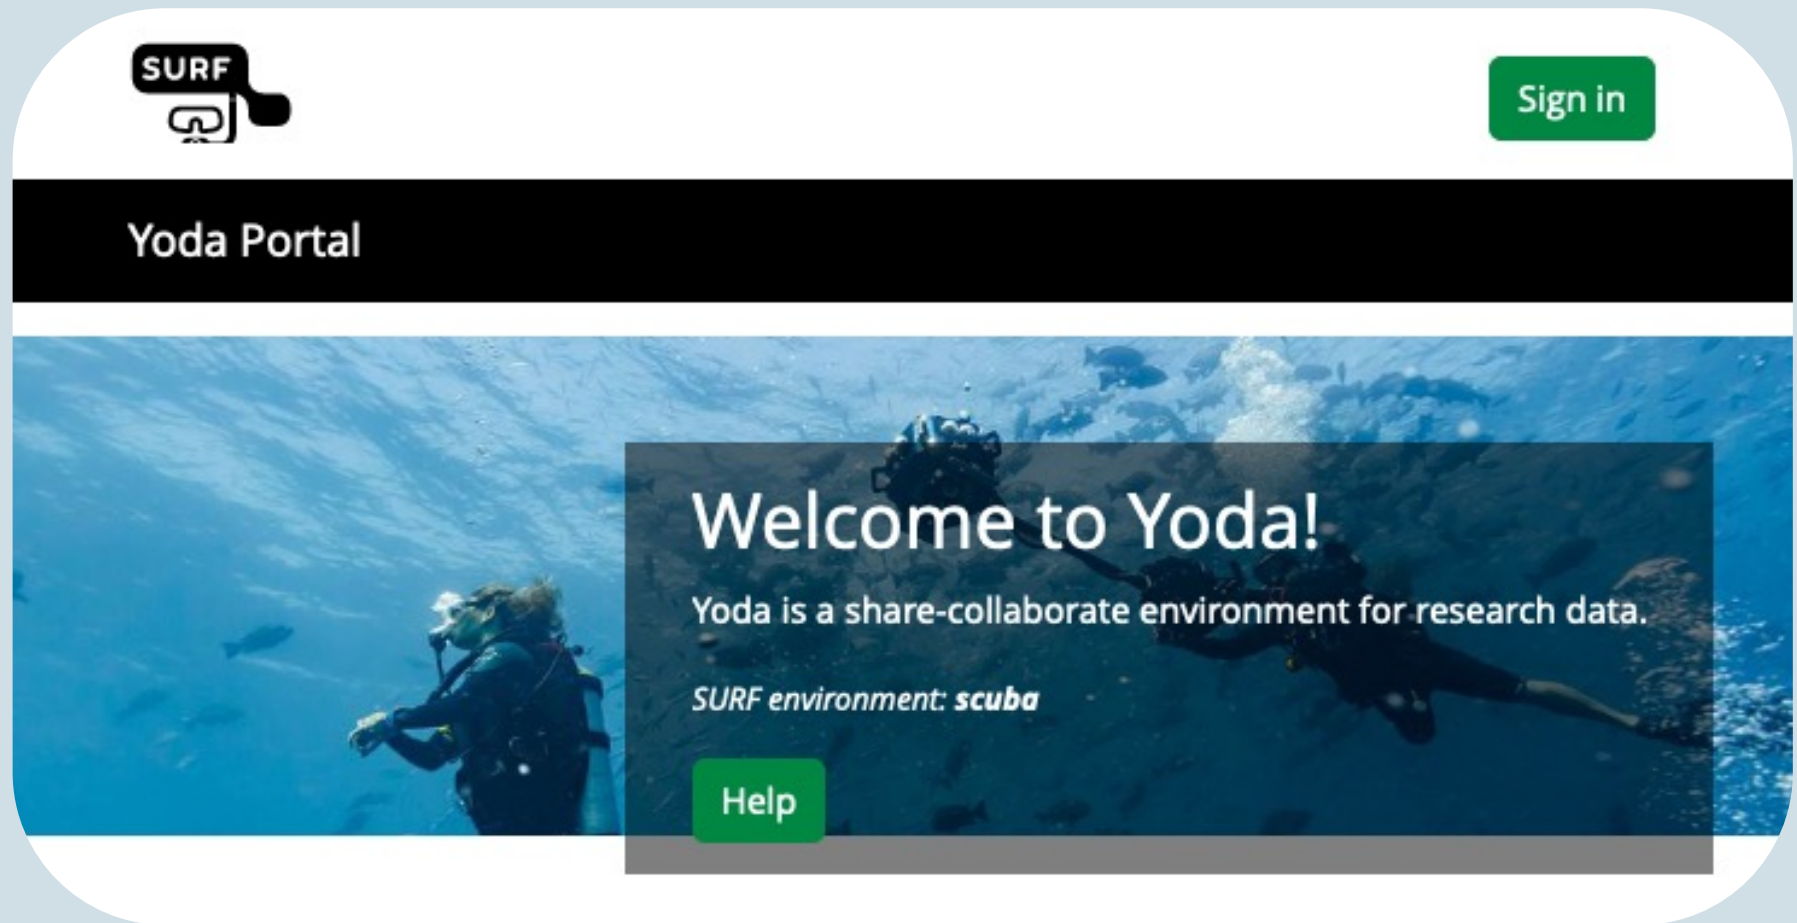 SURF
Sign in
Yoda Portal
Welcome to Yoda!
Yoda is a share-collaborate environment for research data.
SURF environment: scuba
Help